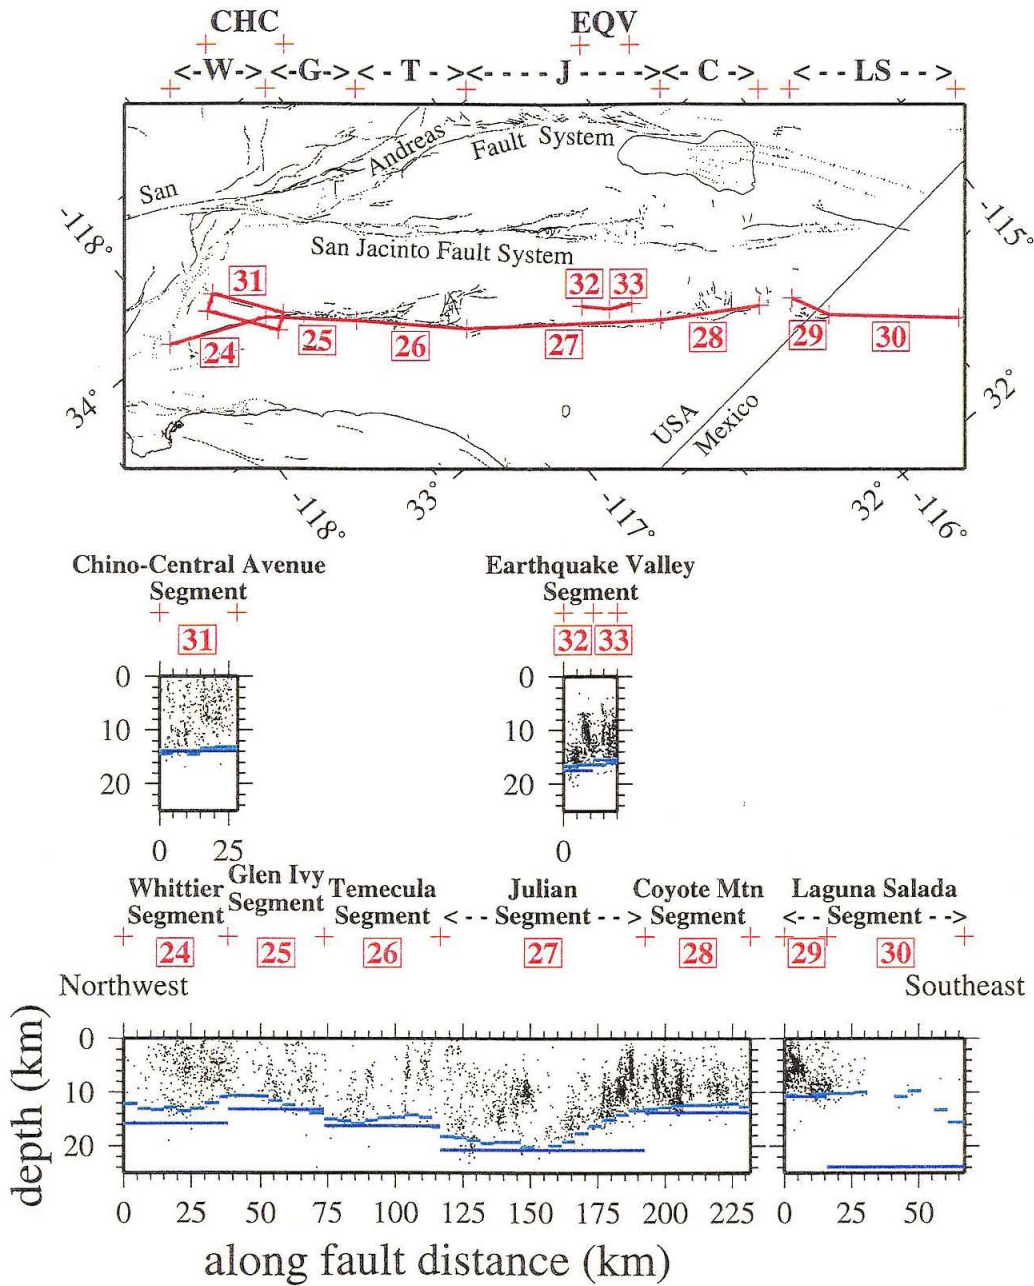 CHC EQV
<-W-> <-G-> <- T -> <- - - - J - - - -> <- C -> <- - LS - ->
San Andreas Fault System
San Jacinto Fault System
-118° -115°
31 32 33
24 25 26 27 28 29 30
34° USA Mexico 32°
-118° 33° -117° 32° -116°
Chino-Central Avenue Earthquake Valley
Segment Segment
31 32 33
0 0
10 10
20 20
0 25 0
Whittier Glen Ivy Temecula Julian Coyote Mtn Laguna Salada
Segment Segment Segment <- - Segment - -> Segment <- - Segment - ->
24 25 26 27 28 29 30
Northwest Southeast
depth (km)
0
10
20
0 25 50 75 100 125 150 175 200 225 0 50
along fault distance (km)